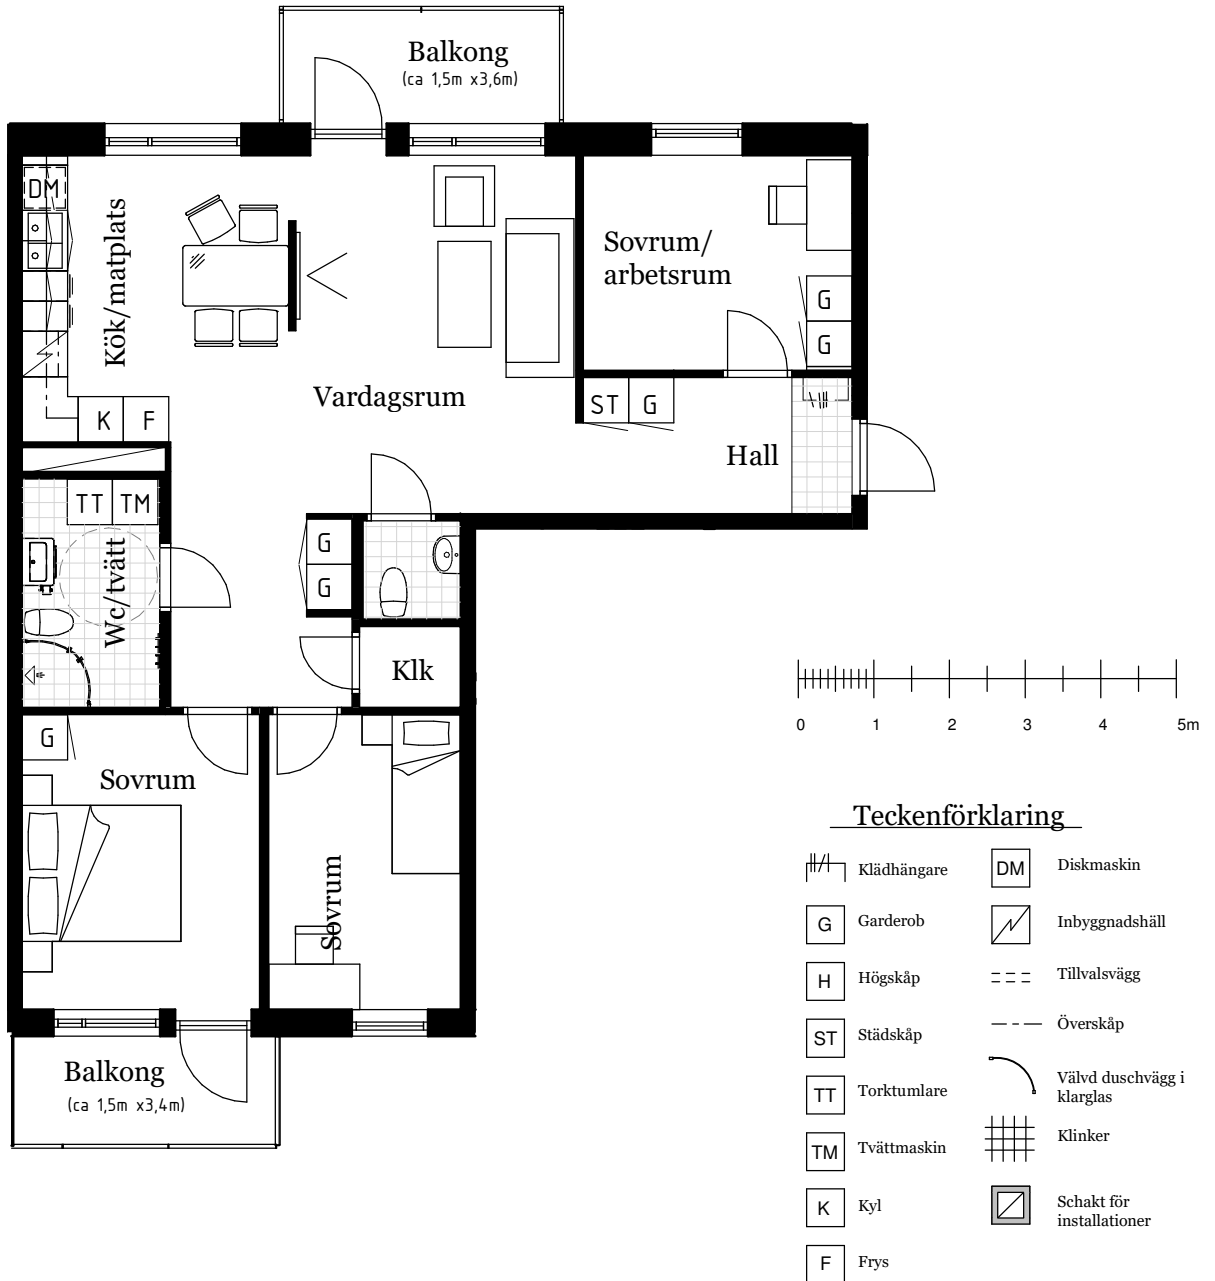 Balkong
(ca 1,5m x3,6m)
DM
Kök/matplats
Sovrum/
arbetsrum
G
G
Vardagsrum
K
F
ST
G
Hall
TT
TM
Wc/tvätt
G
G
Klk
G
Sovrum
Sovrum
Balkong
(ca 1,5m x3,4m)
0 1 2 3 4 5m
Teckenförklaring
Klädhängare
G Garderob
H Högskåp
ST Städskåp
TT Torktumlare
TM Tvättmaskin
K Kyl
F Frys
DM Diskmaskin
Inbyggnadshäll
Tillvalsvägg
Överskåp
Välvd duschvägg i
klarglas
Klinker
Schakt för
installationer